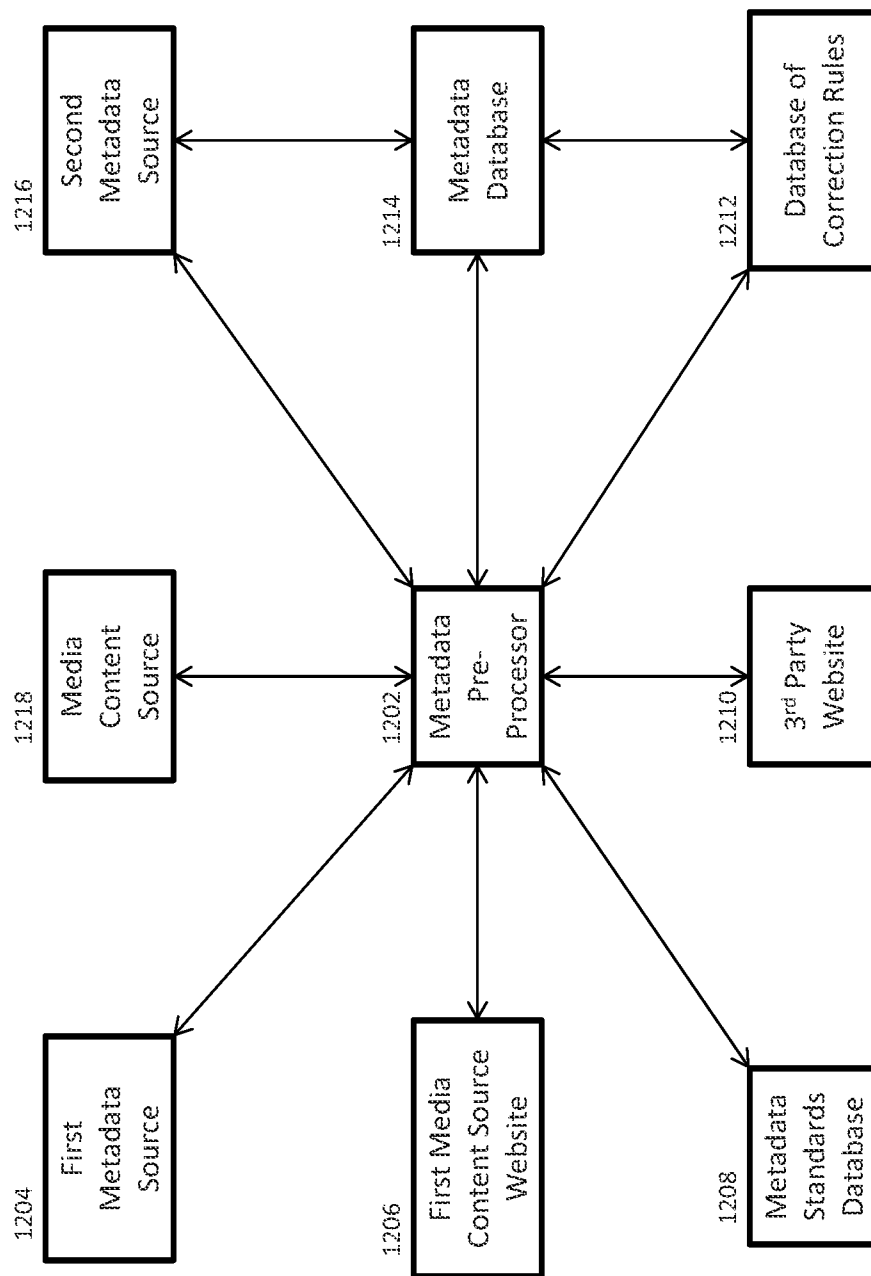 1204
First
Metadata
Source
1218
Media
Content
Source
1216
Second
Metadata
Source
1206
First Media
Content Source
Website
1202
Metadata
Pre-
Processor
1214
Metadata
Database
1208
Metadata
Standards
Database
1210
3rd Party
Website
1212
Database of
Correction Rules